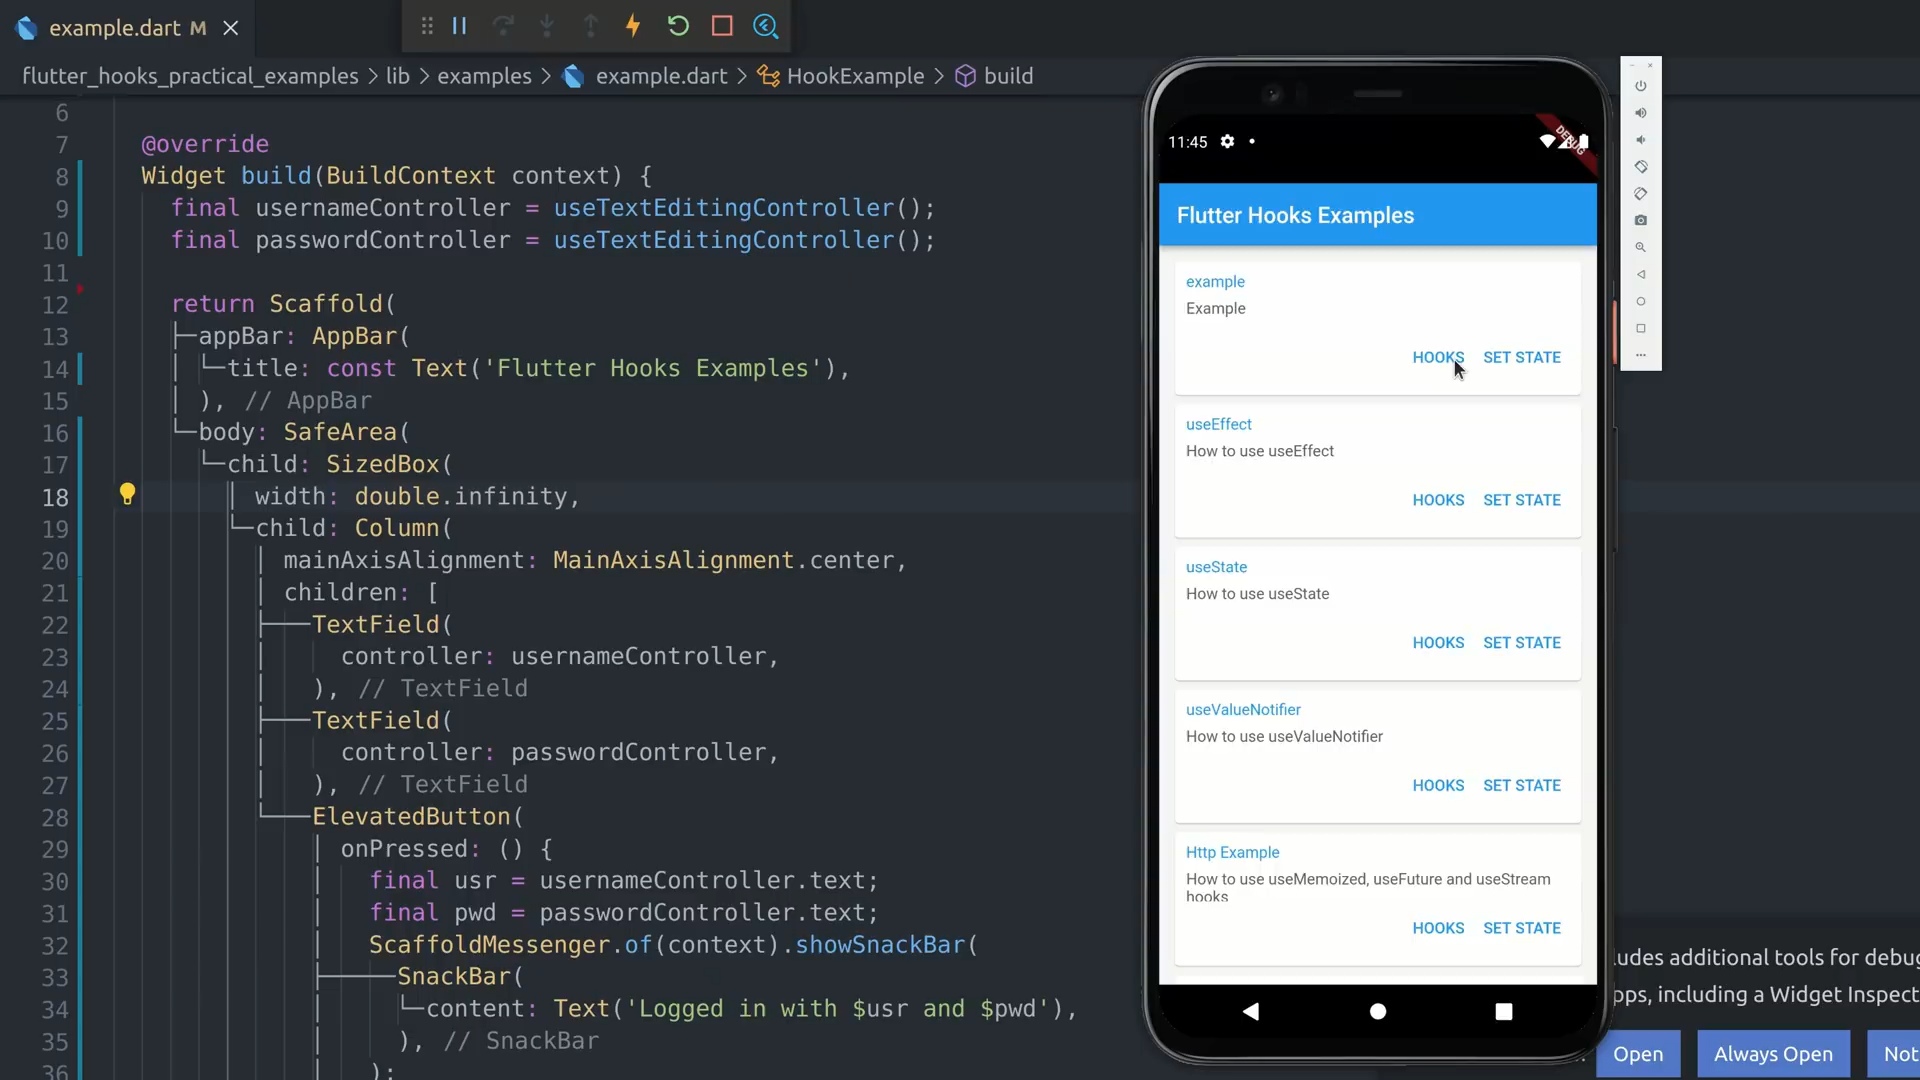 example.dart M
flutter_hooks_practical_examples > lib > examples > example.dart > HookExample > build
6
7 @override
8 Widget build(BuildContext context) {
9 final usernameController = useTextEditingController();
10 final passwordController = useTextEditingController();
11
12 return Scaffold(
13 appBar: AppBar(
14 title: const Text('Flutter Hooks Examples'),
15 ), // AppBar
16 body: SafeArea(
17 child: SizedBox(
18 width: double.infinity,
19 child: Column(
20 mainAxisAlignment: MainAxisAlignment.center,
21 children: [
22 TextField(
23 controller: usernameController,
24 ), // TextField
25 TextField(
26 controller: passwordController,
27 ), // TextField
28 ElevatedButton(
29 onPressed: () {
30 final usr = usernameController.text;
31 final pwd = passwordController.text;
32 ScaffoldMessenger.of(context).showSnackBar(
33 SnackBar(
34 content: Text('Logged in with $usr and $pwd'),
35 ), // SnackBar
36 );
11:45
DEBUG
Flutter Hooks Examples
example
Example
HOOKS SET STATE
useEffect
How to use useEffect
HOOKS SET STATE
useState
How to use useState
HOOKS SET STATE
useValueNotifier
How to use useValueNotifier
HOOKS SET STATE
Http Example
How to use useMemoized, useFuture and useStream
hooks
HOOKS SET STATE
udes additional tools for debug
ops, including a Widget Inspect
Open Always Open Not